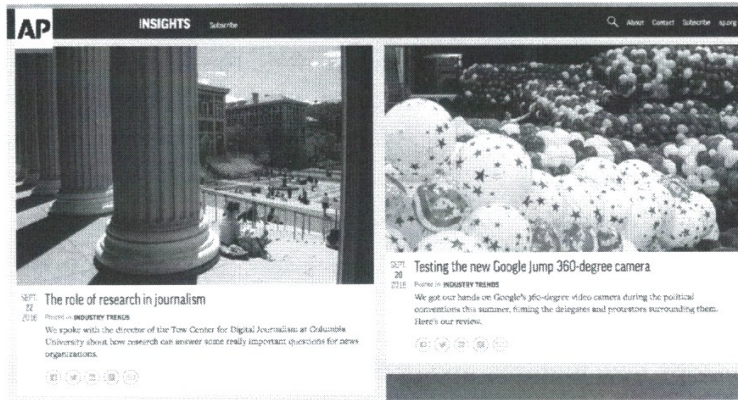 AP
INSIGHTS
Subscribe
About Contact Subscribe ap.org
SEPT.
22
2016
The role of research in journalism
Posted in INDUSTRY TRENDS
We spoke with the director of the Tow Center for Digital Journalism at Columbia
University about how research can answer some really important questions for news
organizations.
SEPT.
20
2016
Testing the new Google Jump 360-degree camera
Posted in INDUSTRY TRENDS
We got our hands on Google's 360-degree video camera during the political
conventions this summer, filming the delegates and protestors surrounding them.
Here's our review.